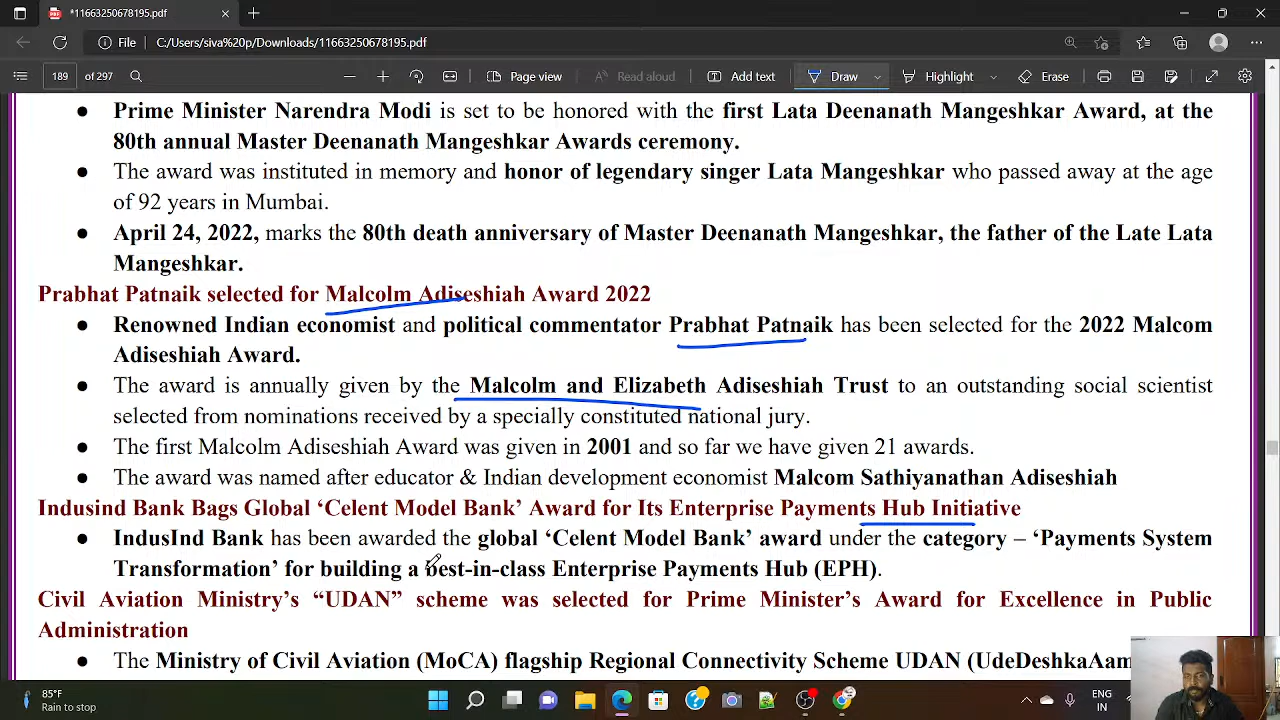 *11663250678195.pdf
File C:/Users/siva%20p/Downloads/11663250678195.pdf
189 of 297 Page view Read aloud Add text Draw Highlight Erase
● Prime Minister Narendra Modi is set to be honored with the first Lata Deenanath Mangeshkar Award, at the
80th annual Master Deenanath Mangeshkar Awards ceremony.
● The award was instituted in memory and honor of legendary singer Lata Mangeshkar who passed away at the age
of 92 years in Mumbai.
● April 24, 2022, marks the 80th death anniversary of Master Deenanath Mangeshkar, the father of the Late Lata
Mangeshkar.
Prabhat Patnaik selected for Malcolm Adiseshiah Award 2022
● Renowned Indian economist and political commentator Prabhat Patnaik has been selected for the 2022 Malcom
Adiseshiah Award.
● The award is annually given by the Malcolm and Elizabeth Adiseshiah Trust to an outstanding social scientist
selected from nominations received by a specially constituted national jury.
● The first Malcolm Adiseshiah Award was given in 2001 and so far we have given 21 awards.
● The award was named after educator & Indian development economist Malcom Sathiyanathan Adiseshiah
Indusind Bank Bags Global ‘Celent Model Bank’ Award for Its Enterprise Payments Hub Initiative
● IndusInd Bank has been awarded the global ‘Celent Model Bank’ award under the category – ‘Payments System
Transformation’ for building a best-in-class Enterprise Payments Hub (EPH).
Civil Aviation Ministry’s “UDAN” scheme was selected for Prime Minister’s Award for Excellence in Public
Administration
● The Ministry of Civil Aviation (MoCA) flagship Regional Connectivity Scheme UDAN (UdeDeshkaAam
85°F
Rain to stop
ENG
IN